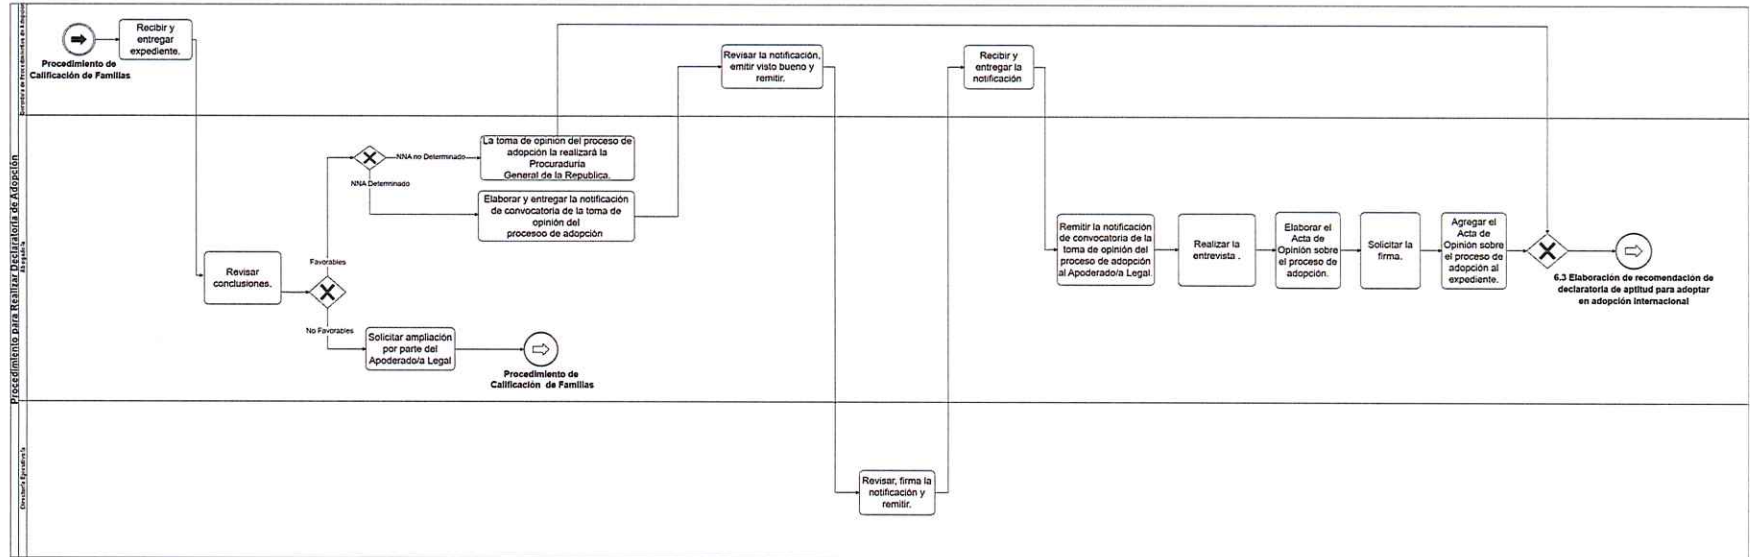 Procedimiento para Realizar Declaratoria de Adopción
Abogado/a
Director/a Ejecutivo/a
Recibir y
entregar
expediente.
Procedimiento de
Calificación de Familias
Revisar
conclusiones.
Favorables
No Favorables
NNA no Determinado
NNA Determinado
La toma de opinión del proceso de
adopción la realizará la
Procuraduría
General de la Republica.
Elaborar y entregar la notificación
de convocatoria de la toma de
opinión del
procesoo de adopción
Solicitar ampliación
por parte del
Apoderado/a Legal
Procedimiento de
Calificación de Familias
Revisar la notificación,
emitir visto bueno y
remitir.
Revisar, firma la
notificación y
remitir.
Recibir y
entregar la
notificación
Remitir la notificación
de convocatoria de la
toma de opinión del
proceso de adopción
al Apoderado/a Legal.
Realizar la
entrevista .
Elaborar el
Acta de
Opinión sobre
el proceso de
adopción.
Solicitar la
firma.
Agregar el
Acta de
Opinión sobre
el proceso de
adopción al
expediente.
6.3 Elaboración de recomendación de
declaratoria de aptitud para adoptar
en adopción internacional